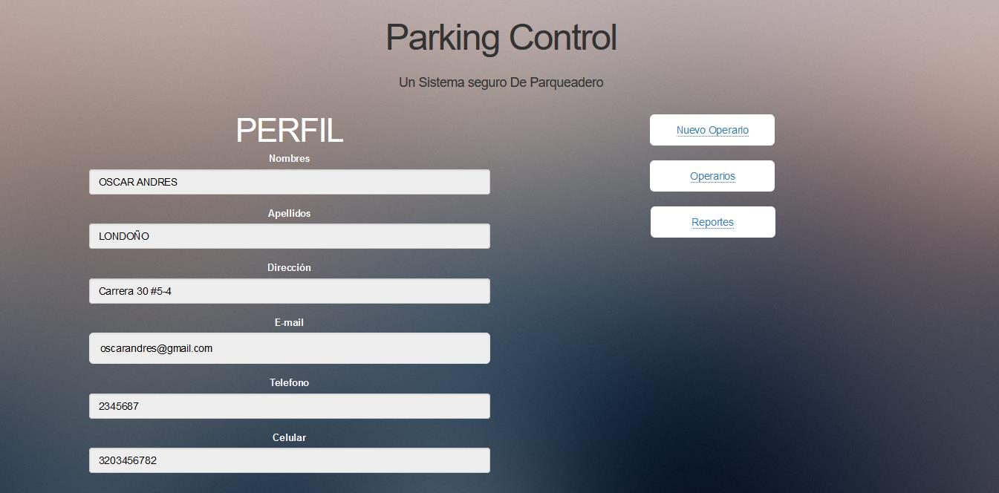 Parking Control
Un Sistema seguro De Parqueadero
PERFIL
Nombres
OSCAR ANDRES
Apellidos
LONDOÑO
Dirección
Carrera 30 #5-4
E-mail
oscarandres@gmail.com
Telefono
2345687
Celular
3203456782
Nuevo Operario
Operarios
Reportes